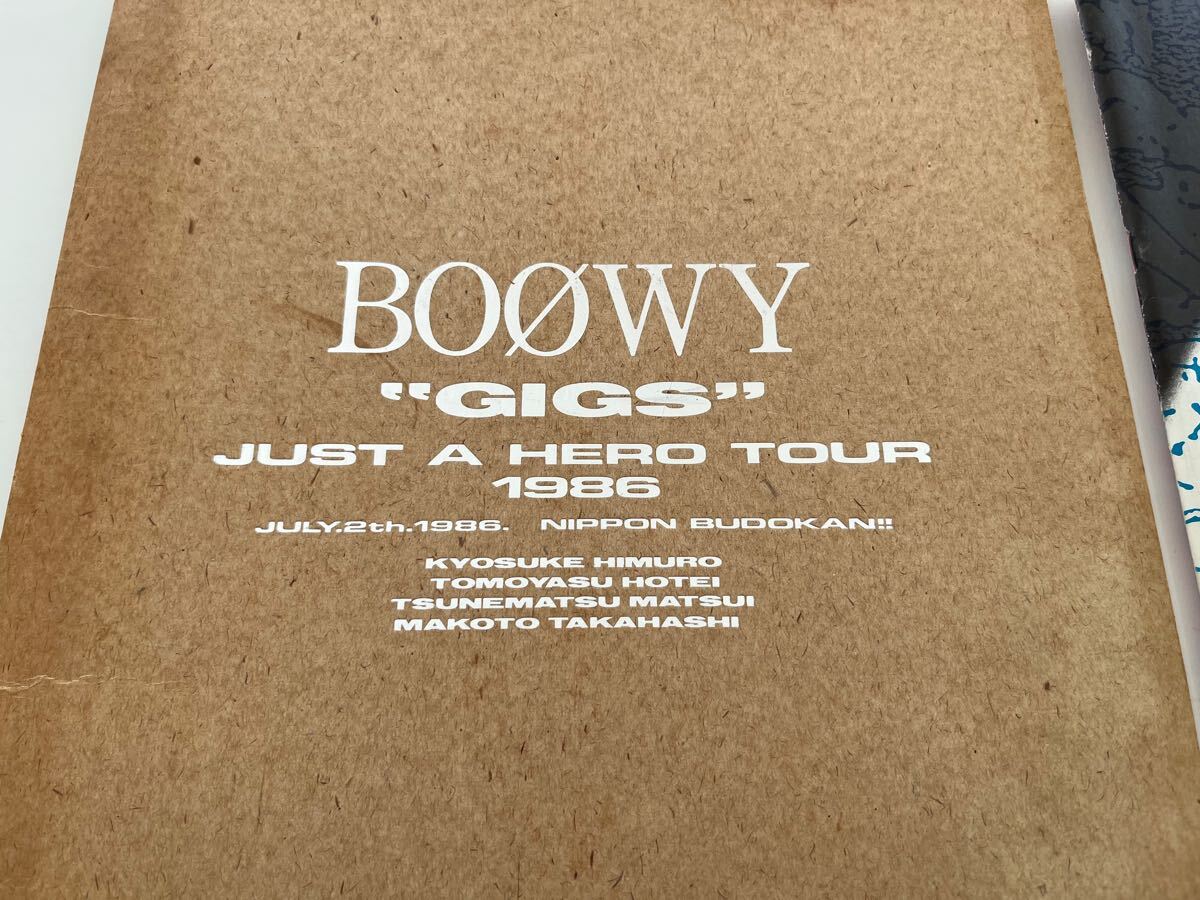 BOØWY
“GIGS”
JUST A HERO TOUR
1986
JULY.2th.1986. NIPPON BUDOKAN!!
KYOSUKE HIMURO
TOMOYASU HOTEI
TSUNEMATSU MATSUI
MAKOTO TAKAHASHI